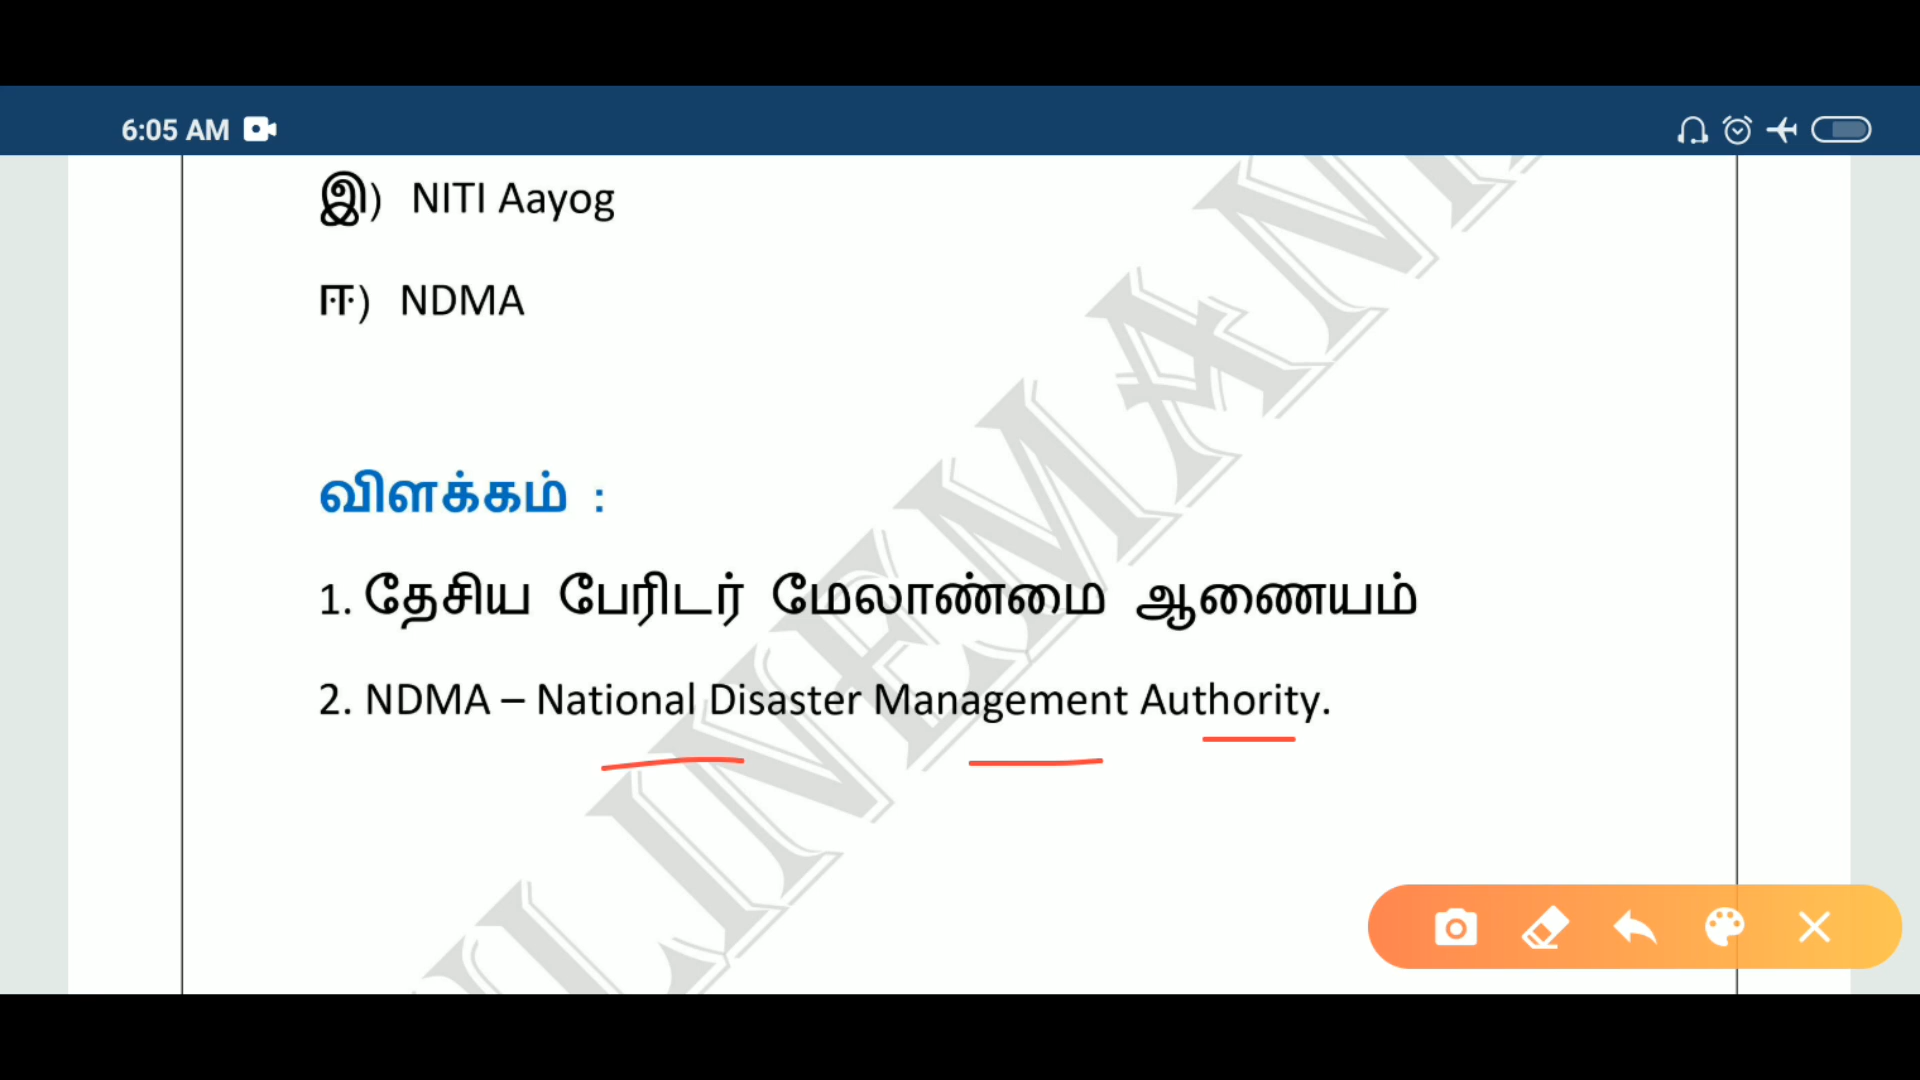 6:05 AM
இ) NITI Aayog
ஈ) NDMA
விளக்கம் :
1. தேசிய பேரிடர் மேலாண்மை ஆணையம்
2. NDMA – National Disaster Management Authority.